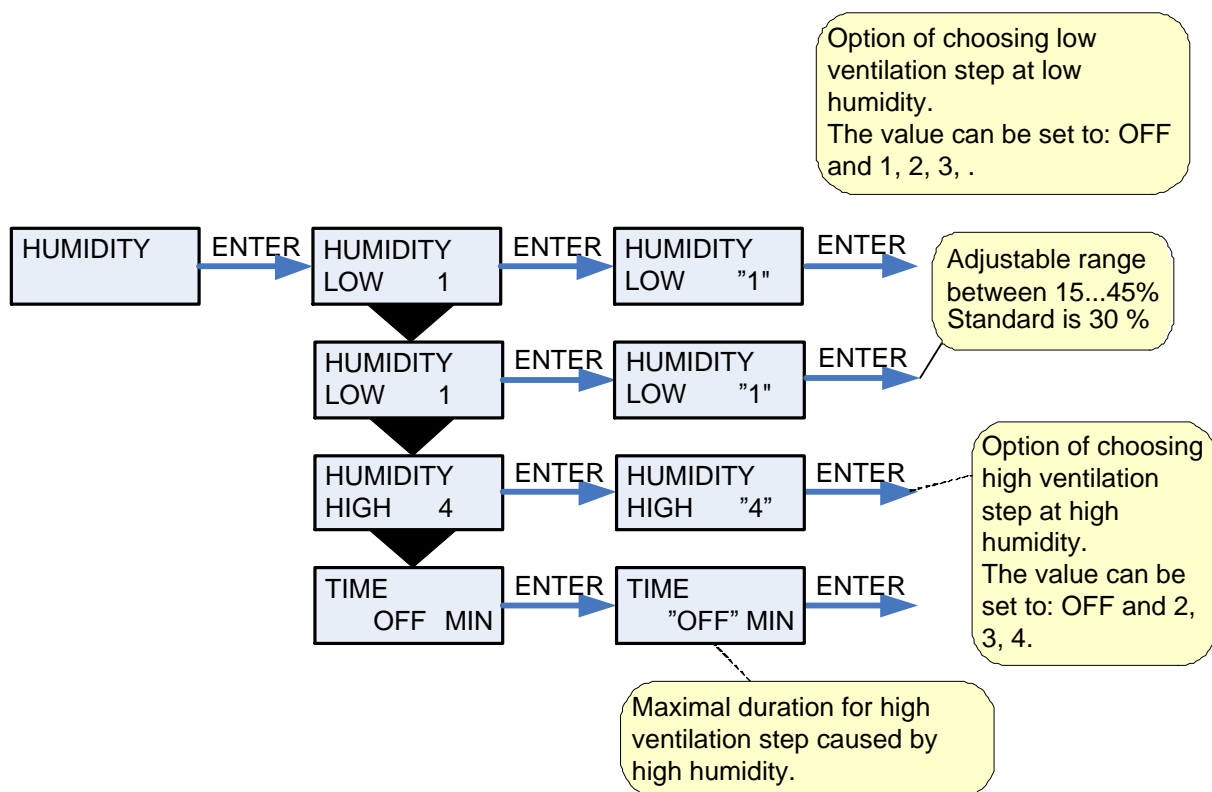 Option of choosing low
ventilation step at low
humidity.
The value can be set to: OFF
and 1, 2, 3, .
HUMIDITY
ENTER
HUMIDITY
LOW 1
ENTER
HUMIDITY
LOW ”1"
ENTER
Adjustable range
between 15...45%
Standard is 30 %
HUMIDITY
LOW 1
ENTER
HUMIDITY
LOW ”1"
ENTER
HUMIDITY
HIGH 4
ENTER
HUMIDITY
HIGH ”4”
ENTER
Option of choosing
high ventilation
step at high
humidity.
The value can be
set to: OFF and 2,
3, 4.
TIME
OFF MIN
ENTER
TIME
”OFF” MIN
ENTER
Maximal duration for high
ventilation step caused by
high humidity.